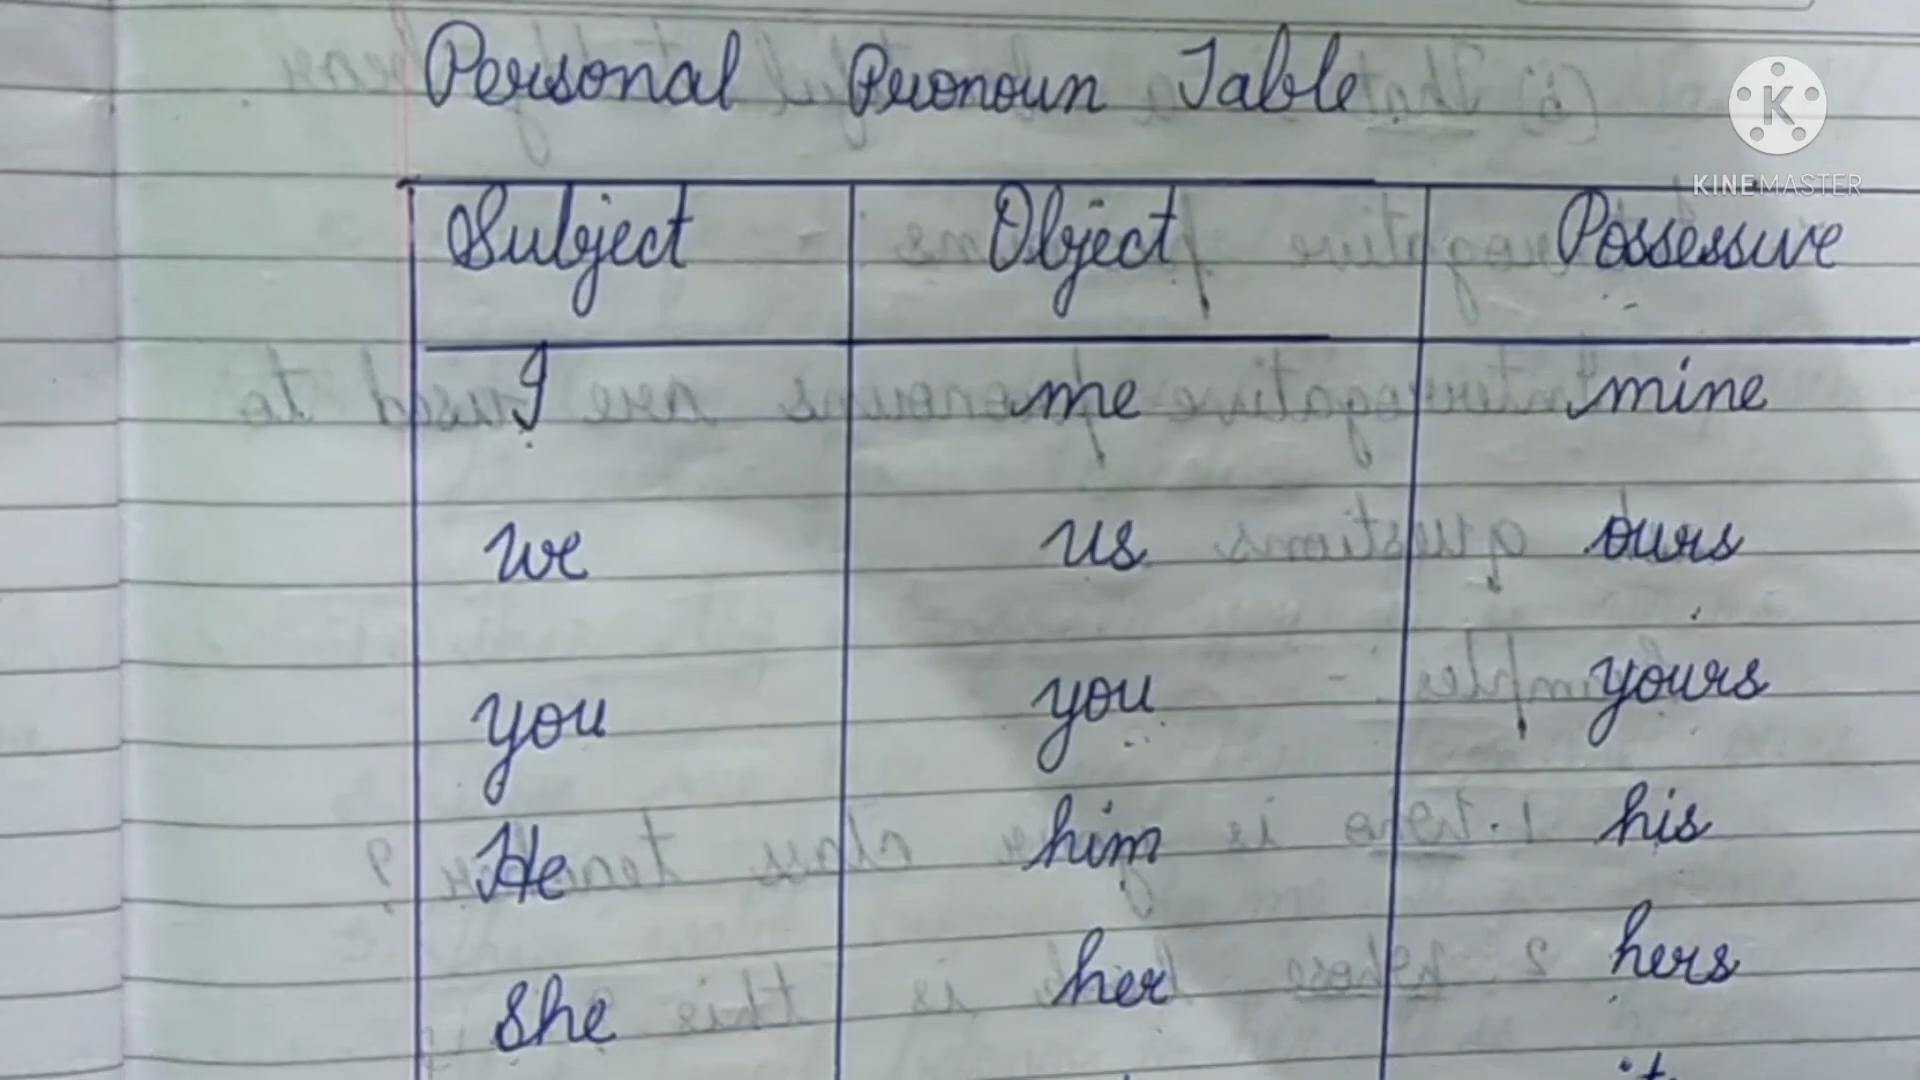 Personal Pronoun Table
KINEMASTER
Subject Object Possessive
I me mine
we us ours
you you yours
He him his
She her hers